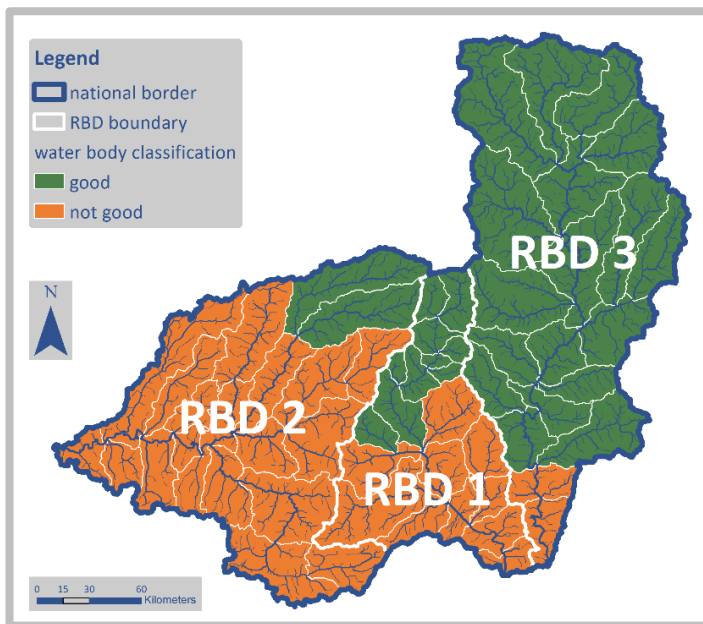 Legend
national border
RBD boundary
water body classification
good
not good
RBD 3
N
RBD 2
RBD 1
0 15 30 60
Kilometers